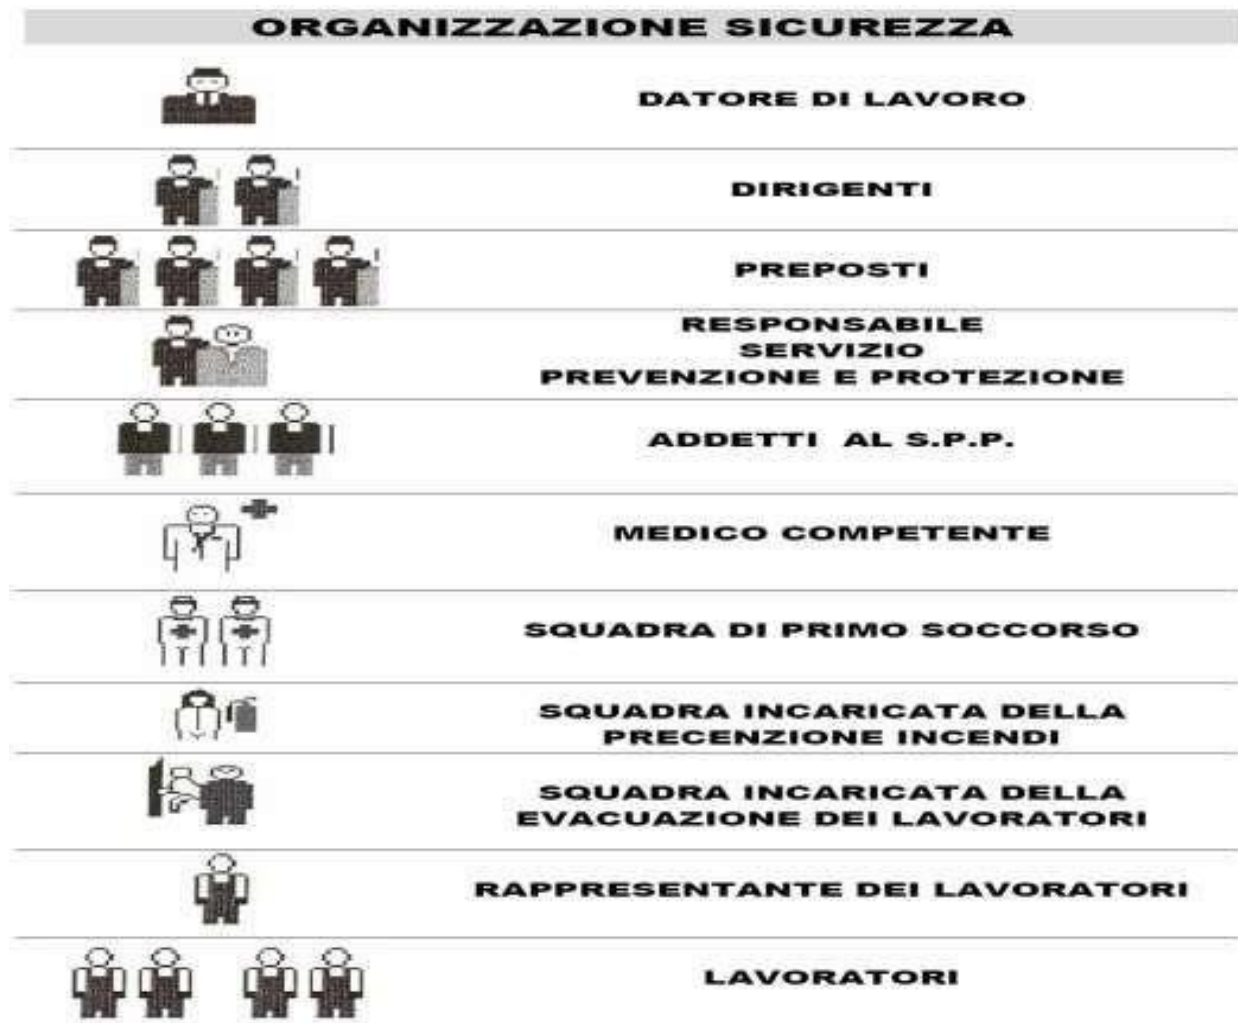 ORGANIZZAZIONE SICUREZZA
DATORE DI LAVORO
DIRIGENTI
PREPOSTI
RESPONSABILE
SERVIZIO
PREVENZIONE E PROTEZIONE
ADDETTI AL S.P.P.
MEDICO COMPETENTE
SQUADRA DI PRIMO SOCCORSO
SQUADRA INCARICATA DELLA
PRECENZIONE INCENDI
SQUADRA INCARICATA DELLA
EVACUAZIONE DEI LAVORATORI
RAPPRESENTANTE DEI LAVORATORI
LAVORATORI